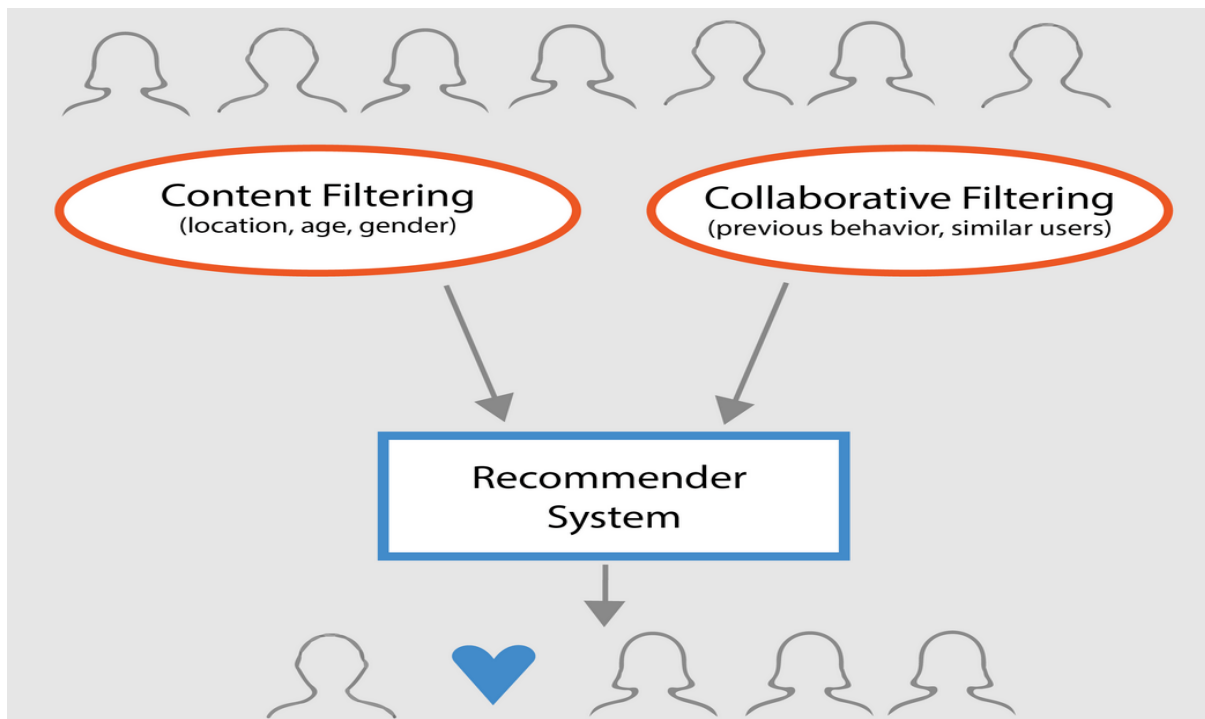 Content Filtering
(location, age, gender)
Collaborative Filtering
(previous behavior, similar users)
Recommender
System